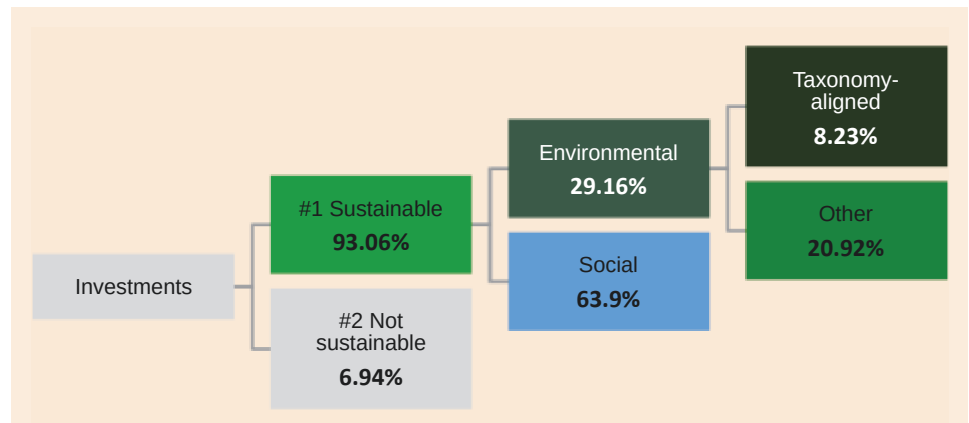 Taxonomy-
aligned
8.23%
Environmental
29.16%
#1 Sustainable
93.06%
Other
20.92%
Social
63.9%
Investments
#2 Not
sustainable
6.94%